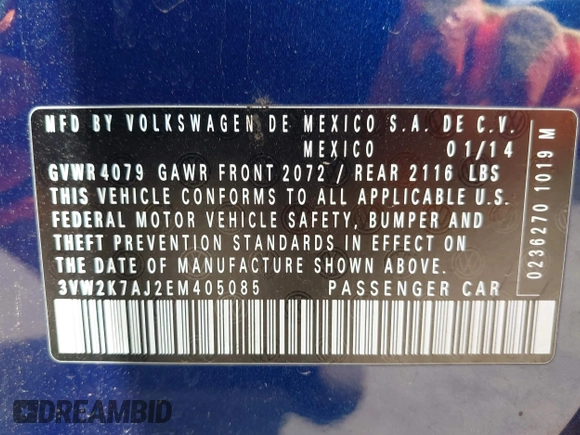 MFD BY VOLKSWAGEN DE MEXICO S.A. DE C.V.
MEXICO 01/14
GVWR 4079 GAWR FRONT 2072 / REAR 2116 LBS
THIS VEHICLE CONFORMS TO ALL APPLICABLE U.S.
FEDERAL MOTOR VEHICLE SAFETY, BUMPER AND
THEFT PREVENTION STANDARDS IN EFFECT ON
THE DATE OF MANUFACTURE SHOWN ABOVE.
3VW2K7AJ2EM405085 PASSENGER CAR
0236270 1019 M
DREAMBID